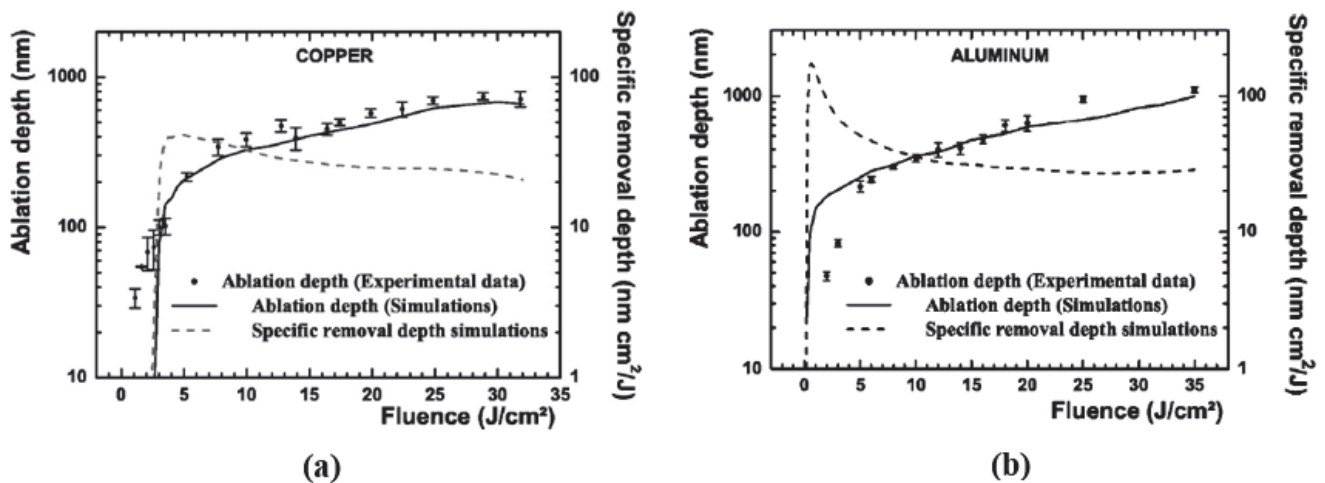 COPPER
Ablation depth (nm)
1000
100
10
Specific removal depth (nm cm²/J)
100
10
1
Ablation depth (Experimental data)
Ablation depth (Simulations)
Specific removal depth simulations
0 5 10 15 20 25 30 35
Fluence (J/cm²)
(a)
ALUMINUM
Ablation depth (nm)
1000
100
10
Specific removal depth (nm cm²/J)
100
10
1
Ablation depth (Experimental data)
Ablation depth (Simulations)
Specific removal depth simulations
0 5 10 15 20 25 30 35
Fluence (J/cm²)
(b)